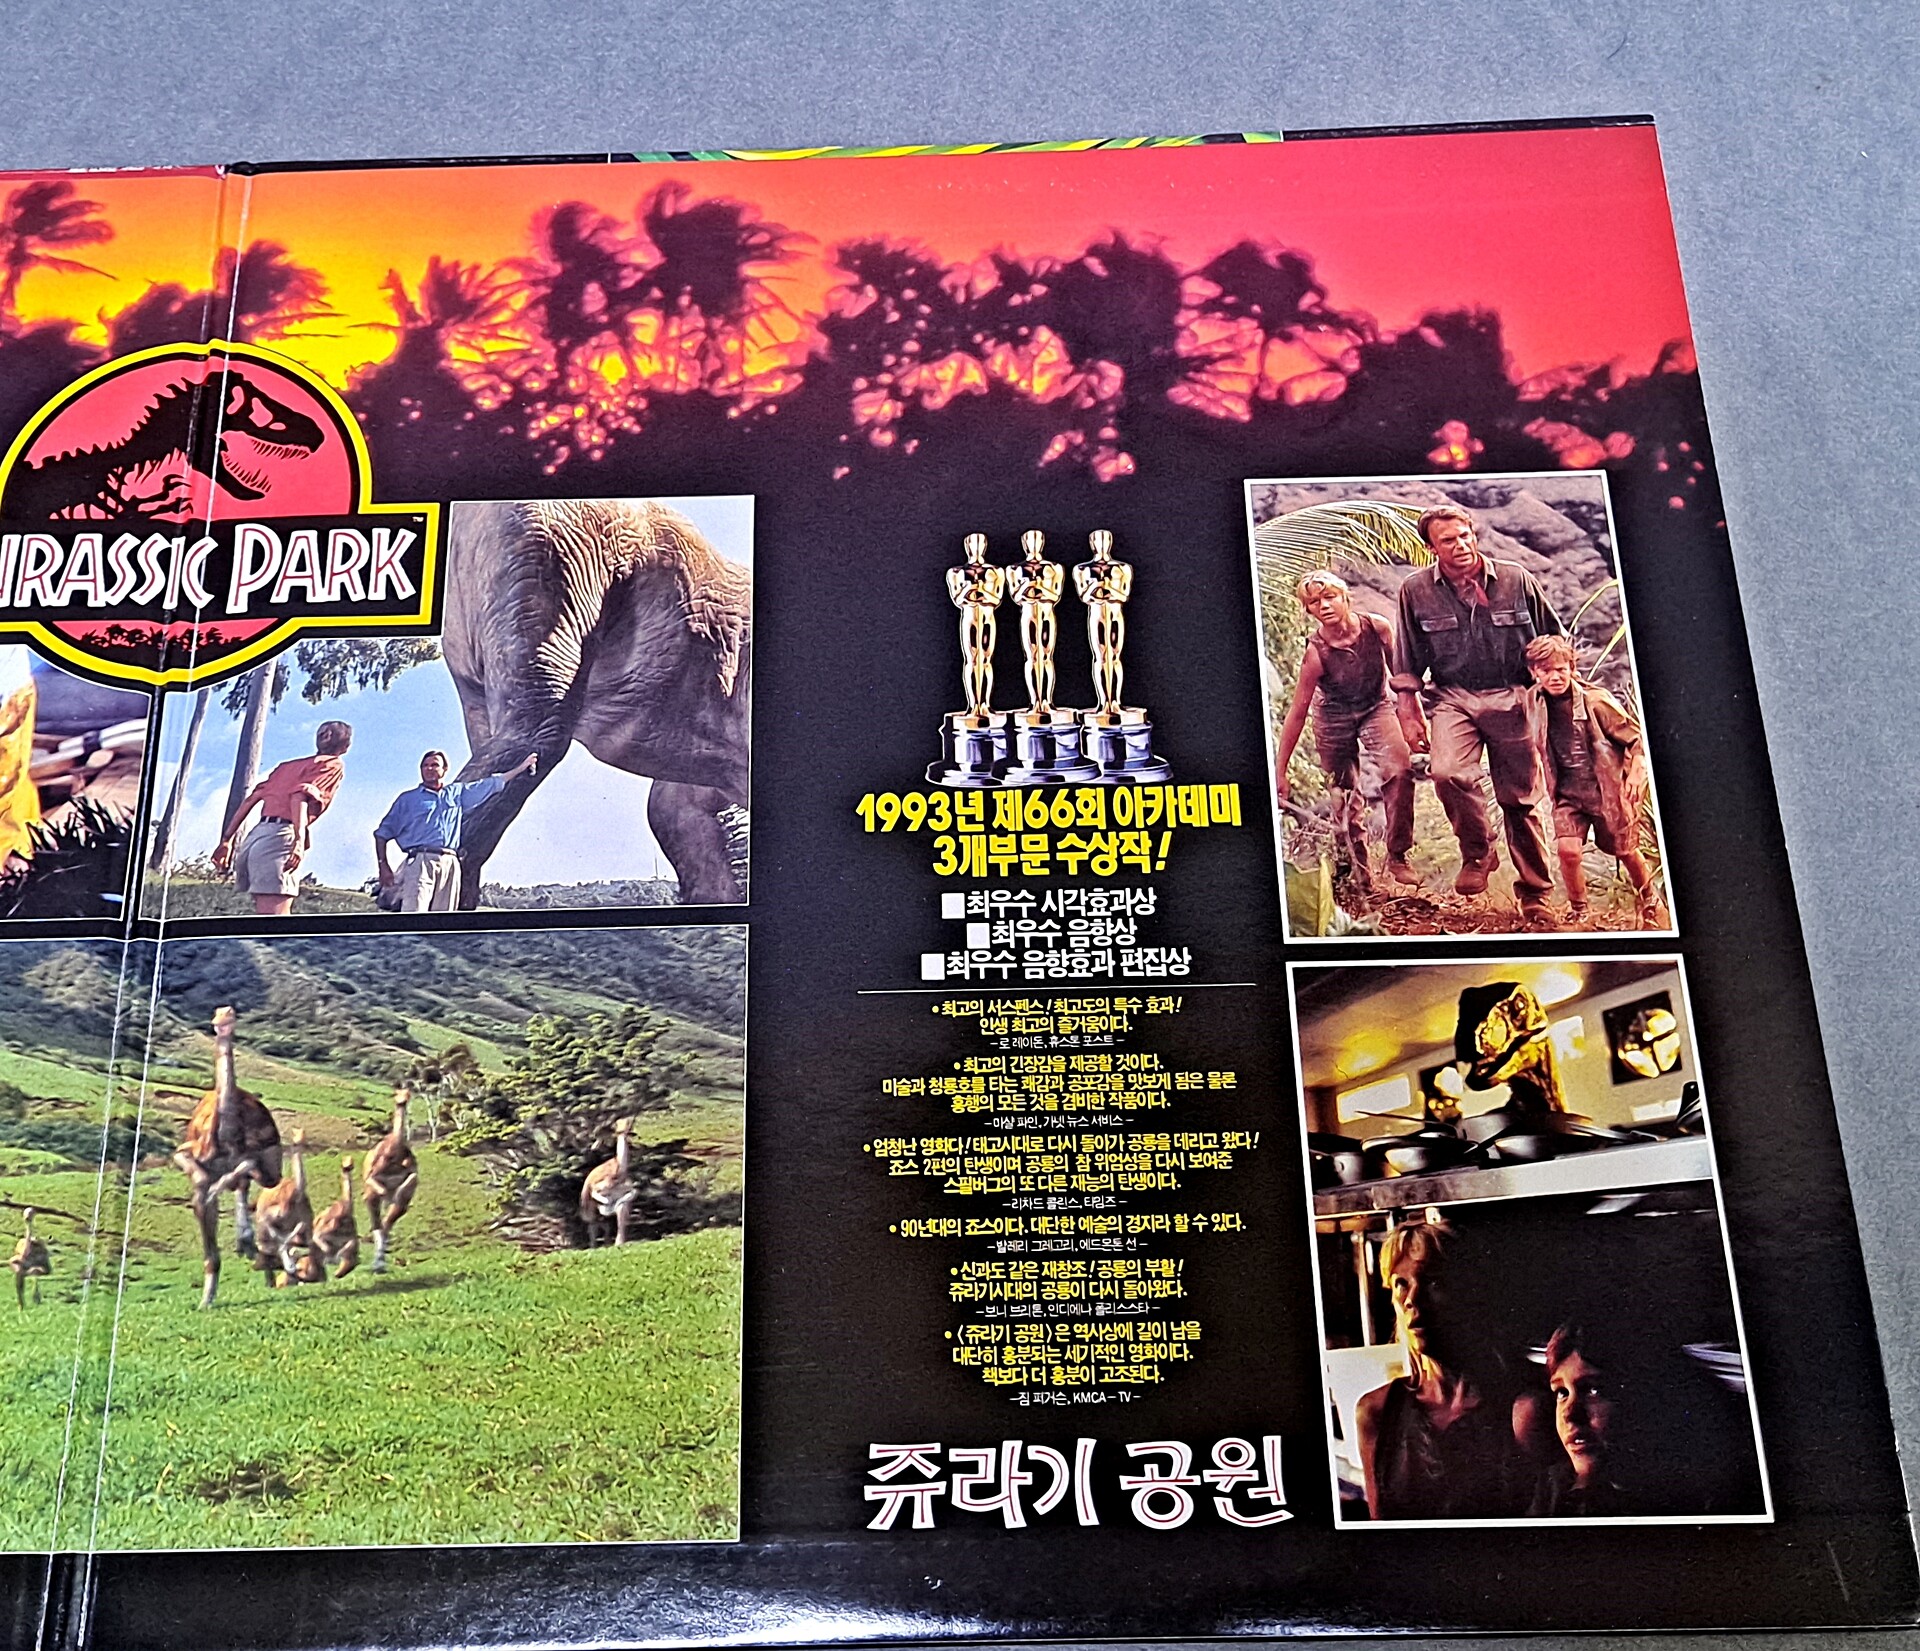 URASSIC PARK™
1993년 제66회 아카데미
3개부문 수상작!
■최우수 시각효과상
■최우수 음향상
■최우수 음향효과 편집상
•최고의 서스펜스! 최고도의 특수 효과!
인생 최고의 즐거움이다.
–로 레이돈, 휴스톤 포스트–
•최고의 긴장감을 제공할 것이다.
미술과 청룡호를 타는 쾌감과 공포감을 맛보게 됨은 물론
흥행의 모든 것을 겸비한 작품이다.
–마샬 파인, 가넷 뉴스 서비스–
•엄청난 영화다! 태고시대로 다시 돌아가 공룡을 데리고 왔다!
죠스 2편의 탄생이며 공룡의 참 위엄성을 다시 보여준
스필버그의 또 다른 재능의 탄생이다.
–리차드 콜린스, 타임즈–
•90년대의 죠스이다. 대단한 예술의 경지라 할 수 있다.
–발레리 그레고리, 에드몬톤 선–
•신과도 같은 재창조! 공룡의 부활!
쥬라기시대의 공룡이 다시 돌아왔다.
–보니 브리튼, 인디애나 폴리스스타–
•〈쥬라기 공원〉은 역사상에 길이 남을
대단히 흥분되는 세기적인 영화이다.
책보다 더 흥분이 고조된다.
–짐 퍼거슨, KMCA–TV–
쥬라기 공원